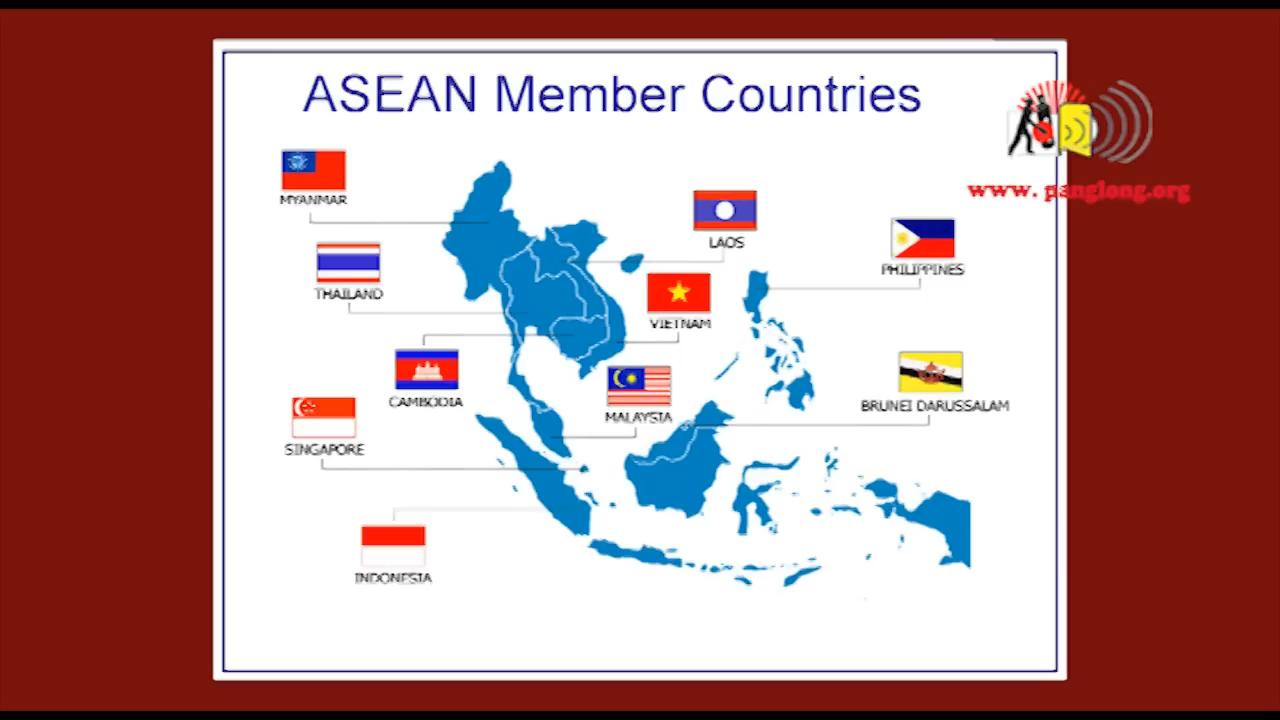 ASEAN Member Countries
www.panglong.org
MYANMAR
LAOS
PHILIPPINES
THAILAND
VIETNAM
CAMBODIA
MALAYSIA
BRUNEI DARUSSALAM
SINGAPORE
INDONESIA